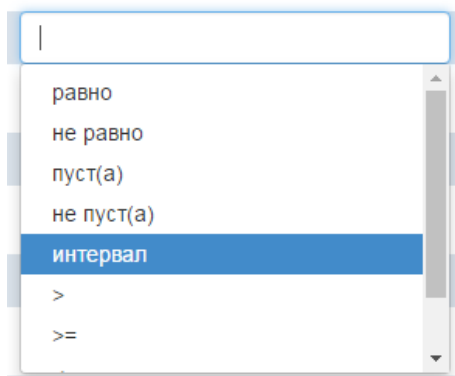 равно
не равно
пуст(а)
не пуст(а)
интервал
>
>=